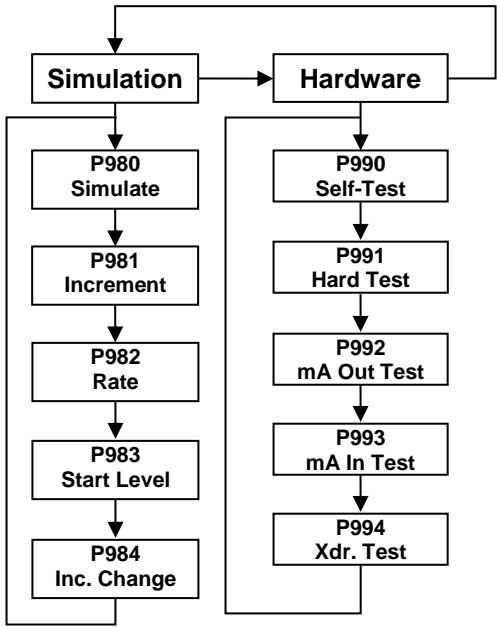 Simulation
Hardware
P980
Simulate
P981
Increment
P982
Rate
P983
Start Level
P984
Inc. Change
P990
Self-Test
P991
Hard Test
P992
mA Out Test
P993
mA In Test
P994
Xdr. Test